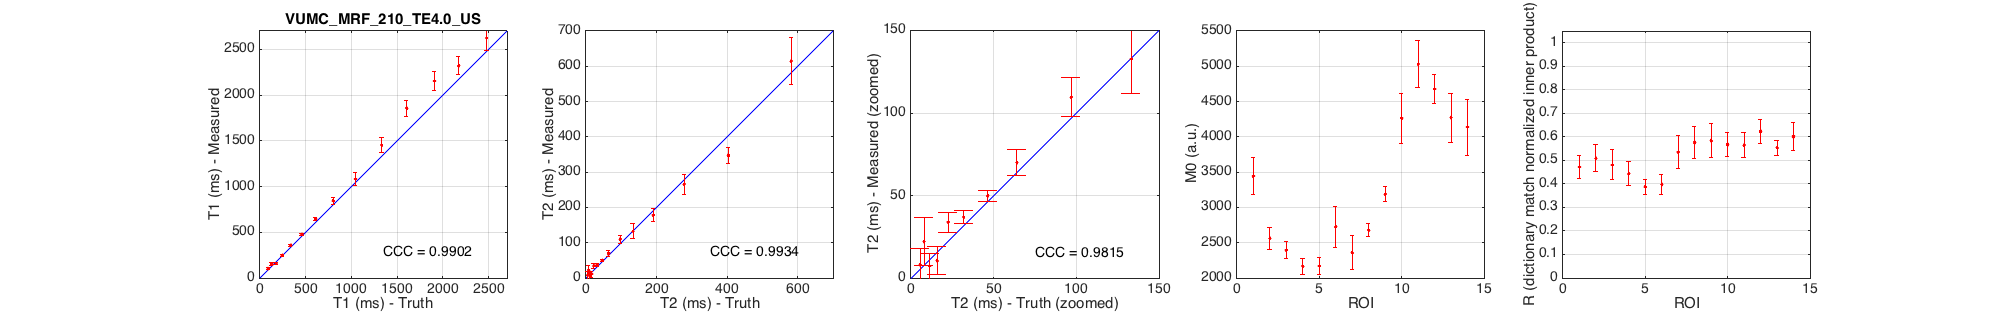 VUMC_MRF_210_TE4.0_US
2500
2000
1500
1000
500
0
0 500 1000 1500 2000 2500
T1 (ms) - Measured
T1 (ms) - Truth
CCC = 0.9902
700
600
500
400
300
200
100
0
0 200 400 600
T2 (ms) - Measured
T2 (ms) - Truth
CCC = 0.9934
150
100
50
0
0 50 100 150
T2 (ms) - Measured (zoomed)
T2 (ms) - Truth (zoomed)
CCC = 0.9815
5500
5000
4500
4000
3500
3000
2500
2000
0 5 10 15
M0 (a.u.)
ROI
1
0.9
0.8
0.7
0.6
0.5
0.4
0.3
0.2
0.1
0
0 5 10 15
R (dictionary match normalized inner product)
ROI